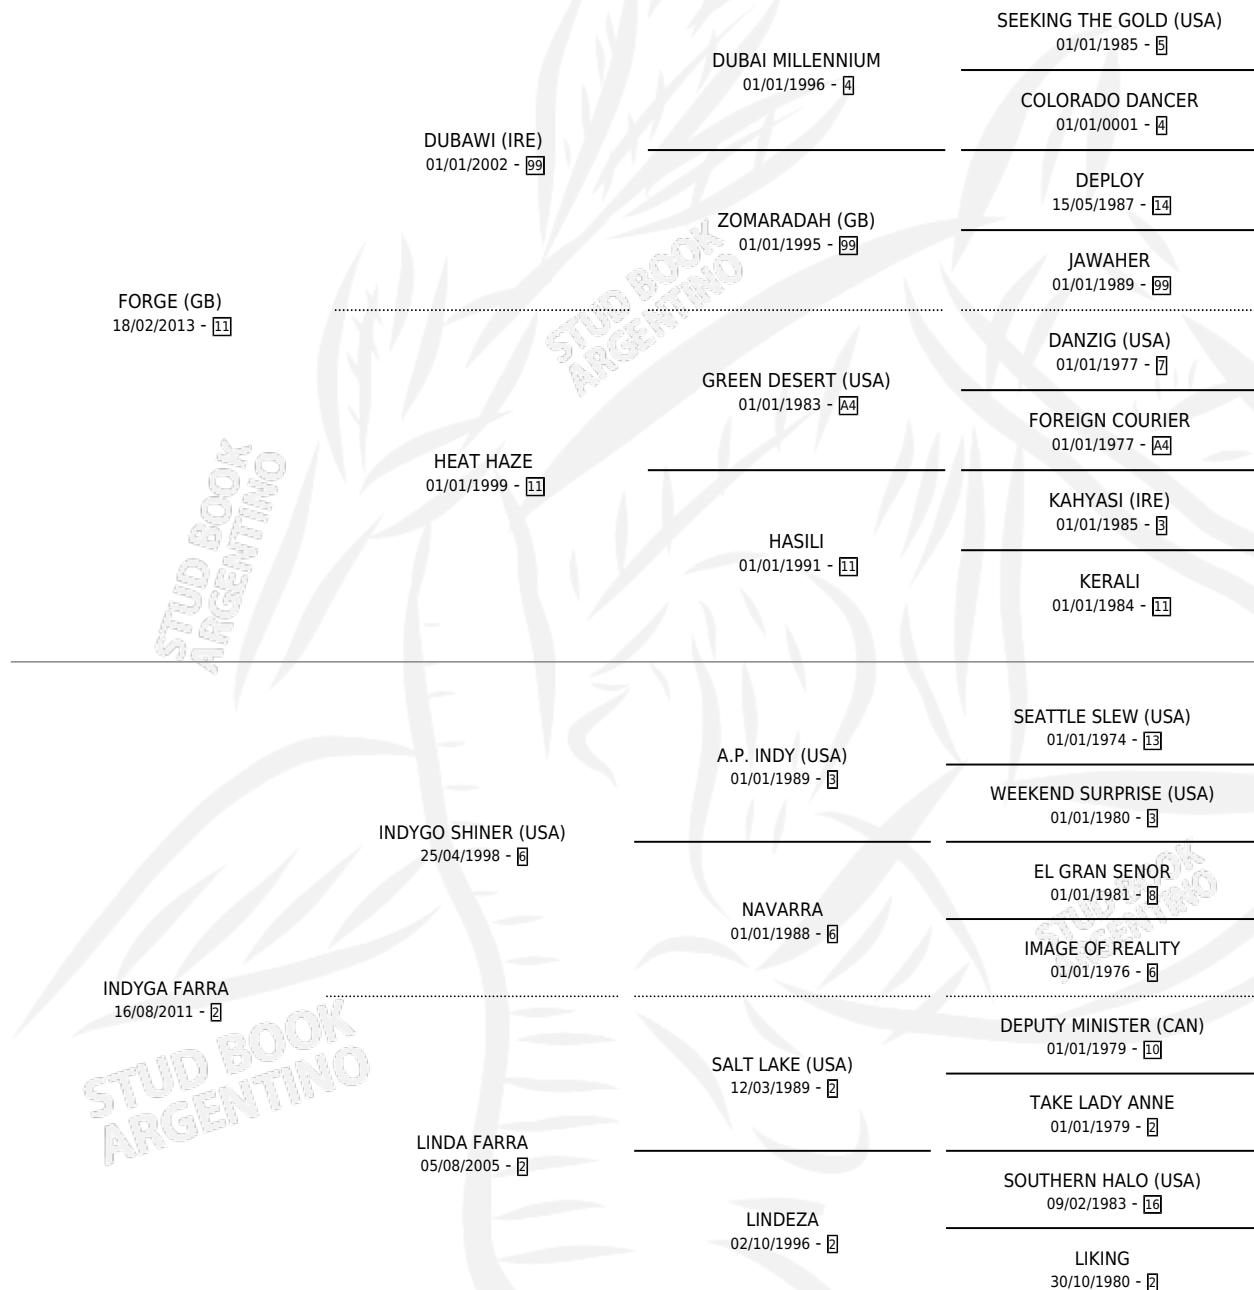 SEEKING THE GOLD (USA)
01/01/1985 - 5
DUBAI MILLENNIUM
01/01/1996 - 4
COLORADO DANCER
01/01/0001 - 4
DUBAWI (IRE)
01/01/2002 - 99
DEPLOY
15/05/1987 - 14
ZOMARADAH (GB)
01/01/1995 - 99
JAWAHER
01/01/1989 - 99
FORGE (GB)
18/02/2013 - 11
STUD BOOK
ARGENTINO
DANZIG (USA)
01/01/1977 - 7
GREEN DESERT (USA)
01/01/1983 - A4
FOREIGN COURIER
01/01/1977 - A4
HEAT HAZE
01/01/1999 - 11
KAHYASI (IRE)
01/01/1985 - 3
HASILI
01/01/1991 - 11
KERALI
01/01/1984 - 11
STUD BOOK
ARGENTINO
SEATTLE SLEW (USA)
01/01/1974 - 13
A.P. INDY (USA)
01/01/1989 - 3
WEEKEND SURPRISE (USA)
01/01/1980 - 3
INDYGO SHINER (USA)
25/04/1998 - 6
EL GRAN SENOR
01/01/1981 - 8
NAVARRA
01/01/1988 - 6
IMAGE OF REALITY
01/01/1976 - 6
STUD BOOK
ARGENTINO
INDYGA FARRA
16/08/2011 - 2
DEPUTY MINISTER (CAN)
01/01/1979 - 10
SALT LAKE (USA)
12/03/1989 - 2
TAKE LADY ANNE
01/01/1979 - 2
STUD BOOK
ARGENTINO
LINDA FARRA
05/08/2005 - 2
SOUTHERN HALO (USA)
09/02/1983 - 16
LINDEZA
02/10/1996 - 2
LIKING
30/10/1980 - 2